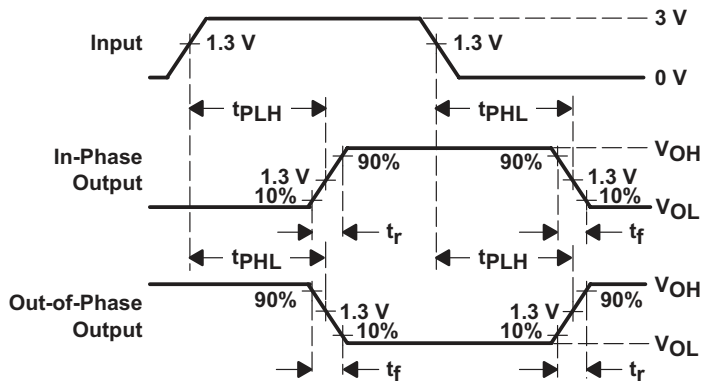 3 V
Input
1.3 V
1.3 V
0 V
tPLH
tPHL
In-Phase
Output
VOH
90%
90%
1.3 V
1.3 V
10%
10%
VOL
tr
tf
tPHL
tPLH
Out-of-Phase
Output
VOH
90%
90%
1.3 V
1.3 V
10%
10%
VOL
tf
tr